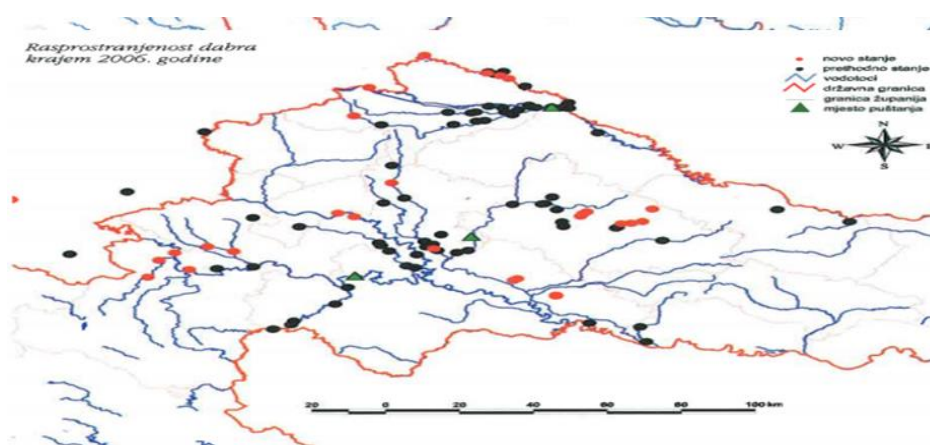 Rasprostranjenost dabra
krajem 2006. godine
novo stanje
prethodno stanje
vodotoci
državna granica
granica županija
mjesto puštanja
N
W E
S
20 0 20 40 60 80 100 km